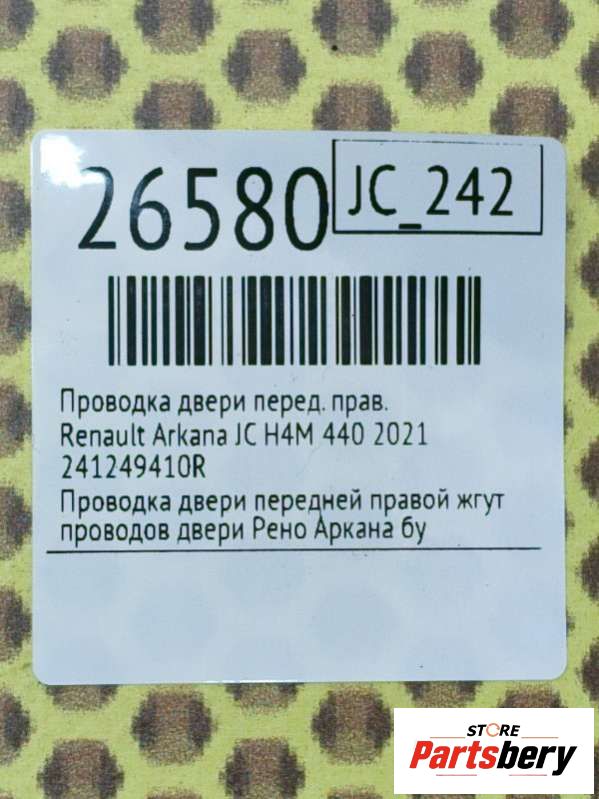 26580
JC_242
Проводка двери перед. прав.
Renault Arkana JC H4M 440 2021
241249410R
Проводка двери передней правой жгут
проводов двери Рено Аркана бу
STORE
Partsbery